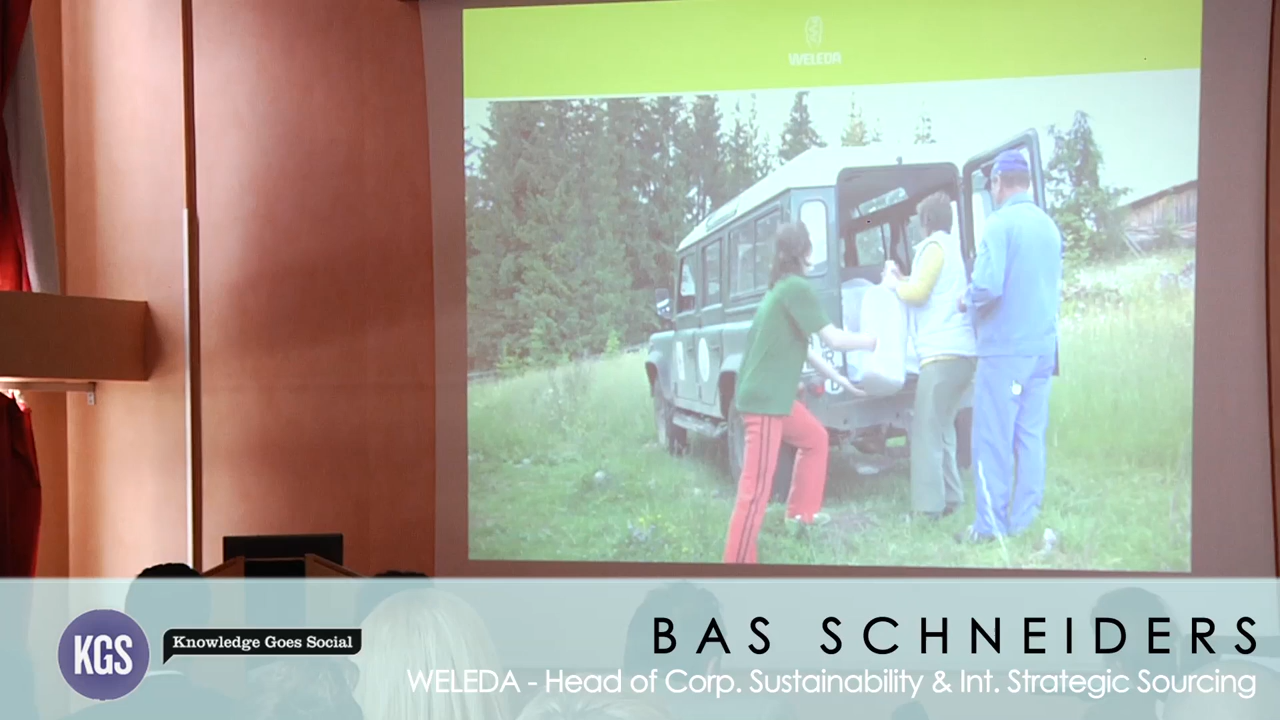 WELEDA
KGS
Knowledge Goes Social
BAS SCHNEIDERS
WELEDA - Head of Corp. Sustainability & Int. Strategic Sourcing